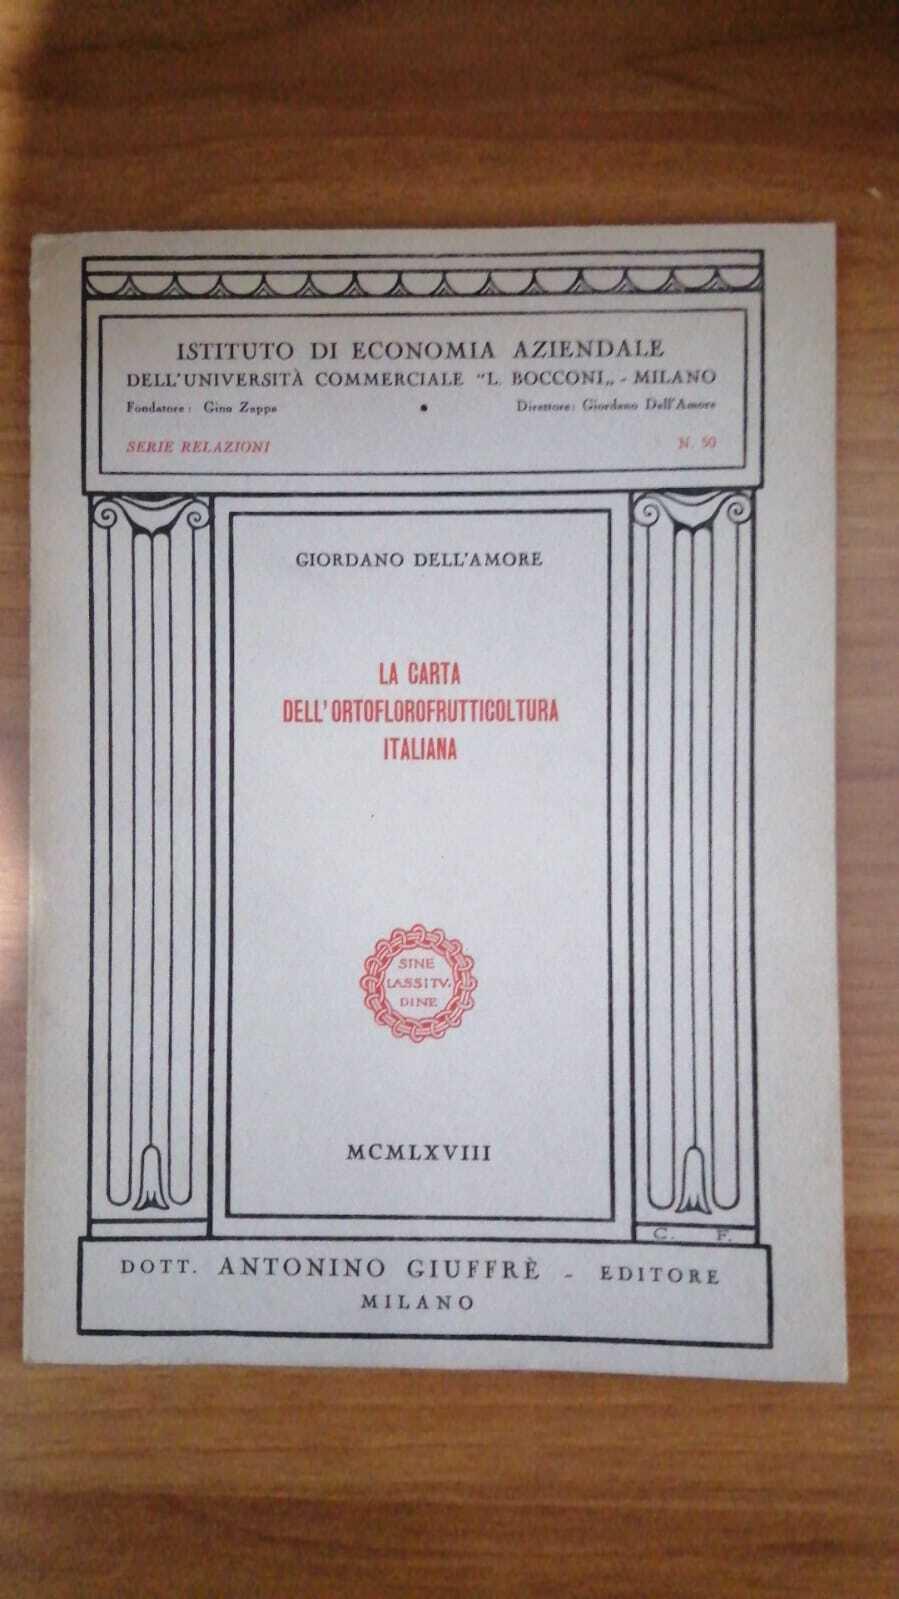 ISTITUTO DI ECONOMIA AZIENDALE
DELL'UNIVERSITÀ COMMERCIALE "L. BOCCONI„ - MILANO
Fondatore: Gino Zappa • Direttore: Giordano Dell'Amore
SERIE RELAZIONI N. 50
GIORDANO DELL'AMORE
LA CARTA
DELL'ORTOFLOROFRUTTICOLTURA
ITALIANA
SINE
LASSITV.
DINE
MCMLXVIII
C. F.
DOTT. ANTONINO GIUFFRÈ - EDITORE
MILANO